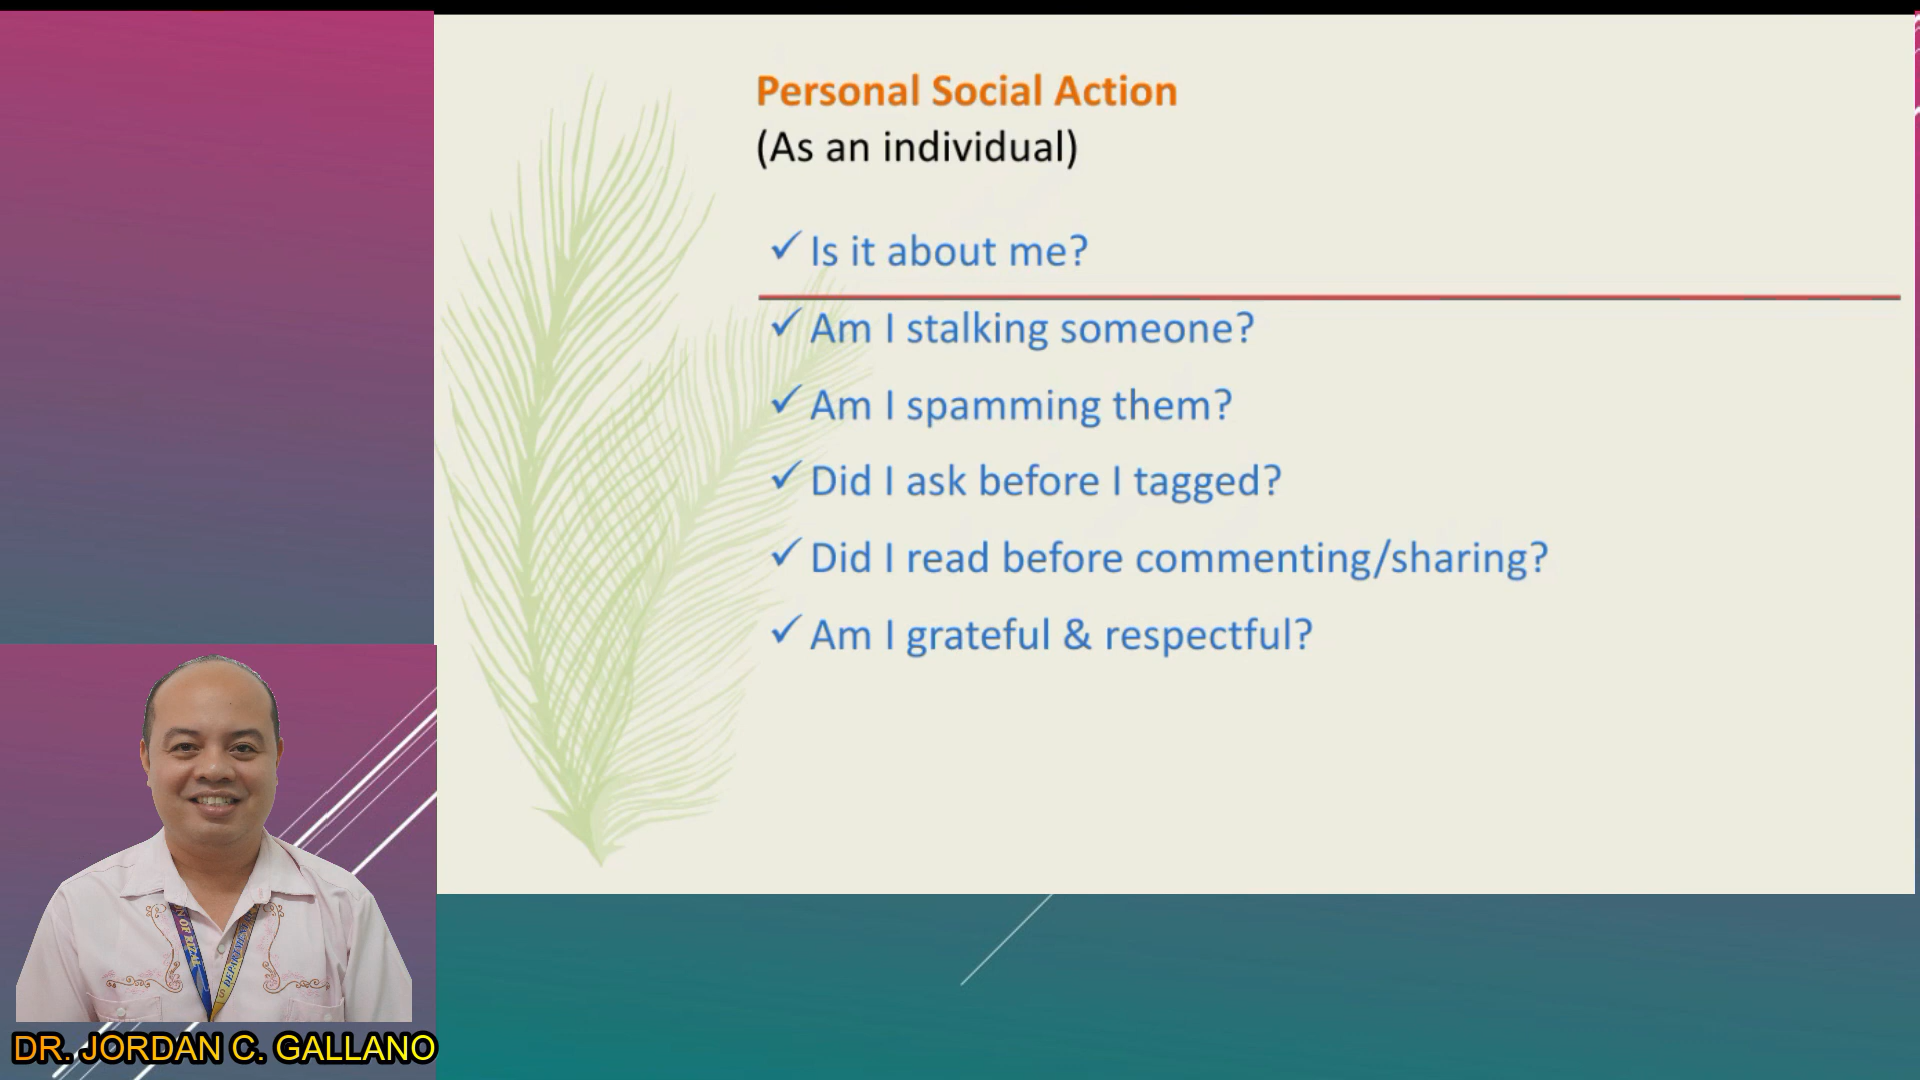 Personal Social Action
(As an individual)
✓ Is it about me?
✓ Am I stalking someone?
✓ Am I spamming them?
✓ Did I ask before I tagged?
✓ Did I read before commenting/sharing?
✓ Am I grateful & respectful?
DR. JORDAN C. GALLANO